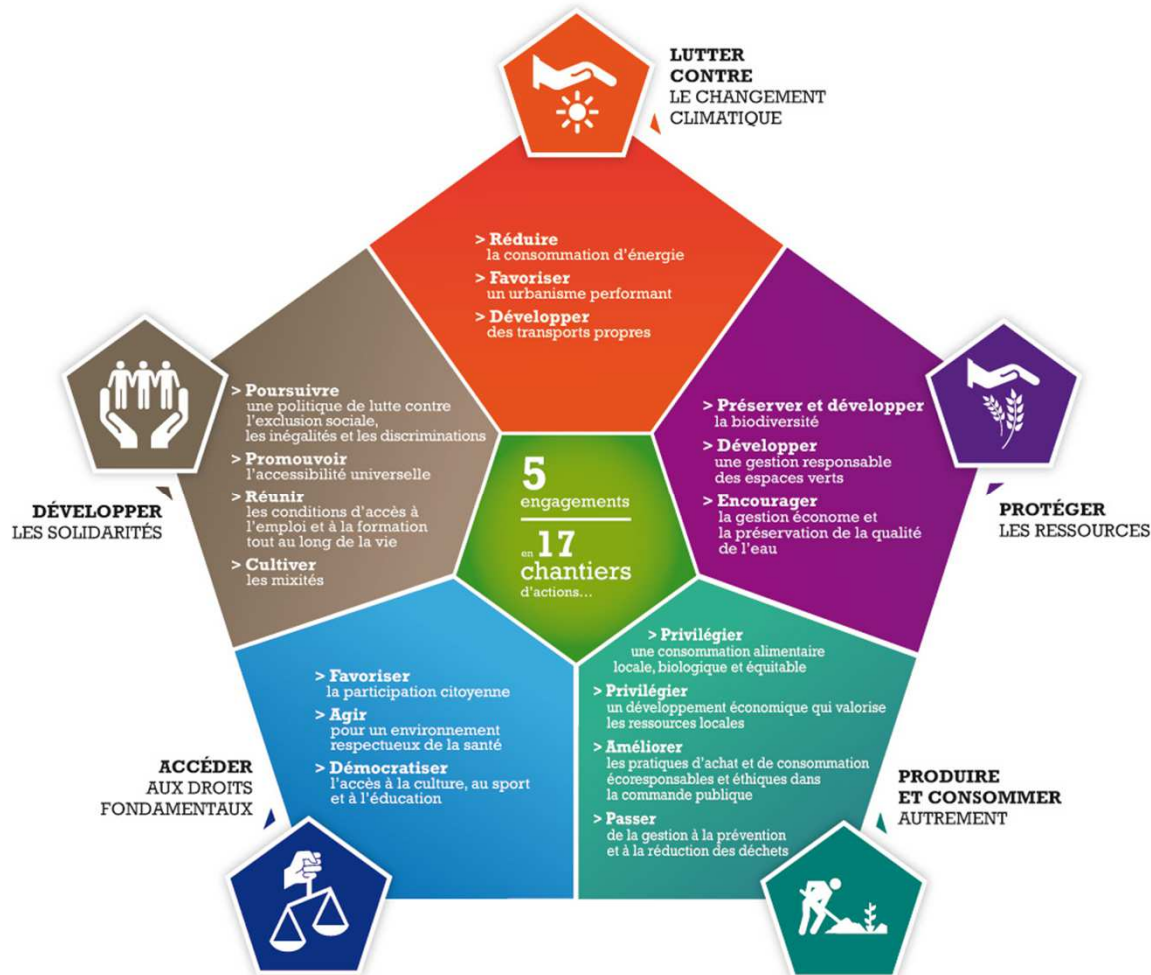 LUTTER
CONTRE
LE CHANGEMENT
CLIMATIQUE
> Réduire
la consommation d'énergie
> Favoriser
un urbanisme performant
> Développer
des transports propres
> Préserver et développer
la biodiversité
> Développer
une gestion responsable
des espaces verts
> Encourager
la gestion économe et
la préservation de la qualité
de l'eau
PROTÉGER
LES RESSOURCES
> Poursuivre
une politique de lutte contre
l'exclusion sociale,
les inégalités et les discriminations
> Promouvoir
l'accessibilité universelle
> Réunir
les conditions d'accès à
l'emploi et à la formation
tout au long de la vie
> Cultiver
les mixités
DÉVELOPPER
LES SOLIDARITÉS
5
engagements
en 17
chantiers
d'actions...
> Favoriser
la participation citoyenne
> Agir
pour un environnement
respectueux de la santé
> Démocratiser
l'accès à la culture, au sport
et à l'éducation
ACCÉDER
AUX DROITS
FONDAMENTAUX
> Privilégier
une consommation alimentaire
locale, biologique et équitable
> Privilégier
un développement économique qui valorise
les ressources locales
> Améliorer
les pratiques d'achat et de consommation
écoresponsables et éthiques dans
la commande publique
> Passer
de la gestion à la prévention
et à la réduction des déchets
PRODUIRE
ET CONSOMMER
AUTREMENT